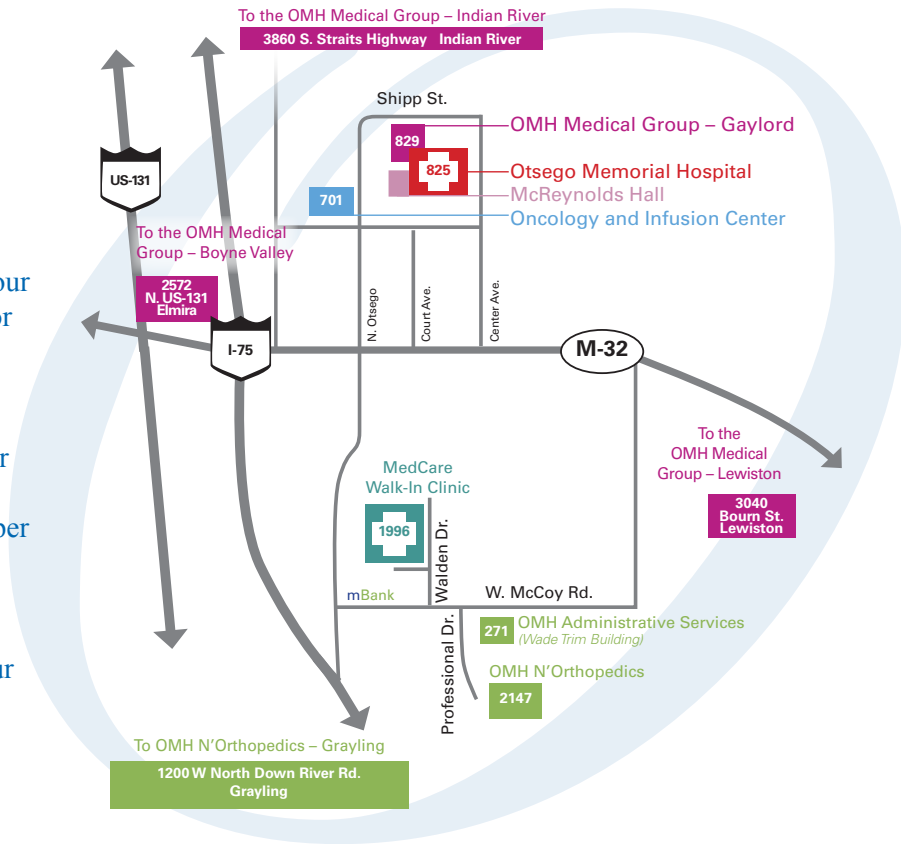 To the OMH Medical Group – Indian River
3860 S. Straits Highway Indian River
Shipp St.
OMH Medical Group – Gaylord
829
825
Otsego Memorial Hospital
McReynolds Hall
701
Oncology and Infusion Center
US-131
To the OMH Medical
Group – Boyne Valley
2572
N. US-131
Elmira
our
or
N. Otsego
Court Ave.
Center Ave.
I-75
M-32
r
per
ur
To the
OMH Medical
Group – Lewiston
3040
Bourn St.
Lewiston
MedCare
Walk-In Clinic
1996
Walden Dr.
mBank
W. McCoy Rd.
Professional Dr.
271
OMH Administrative Services
(Wade Trim Building)
OMH N'Orthopedics
2147
To OMH N'Orthopedics – Grayling
1200 W North Down River Rd.
Grayling